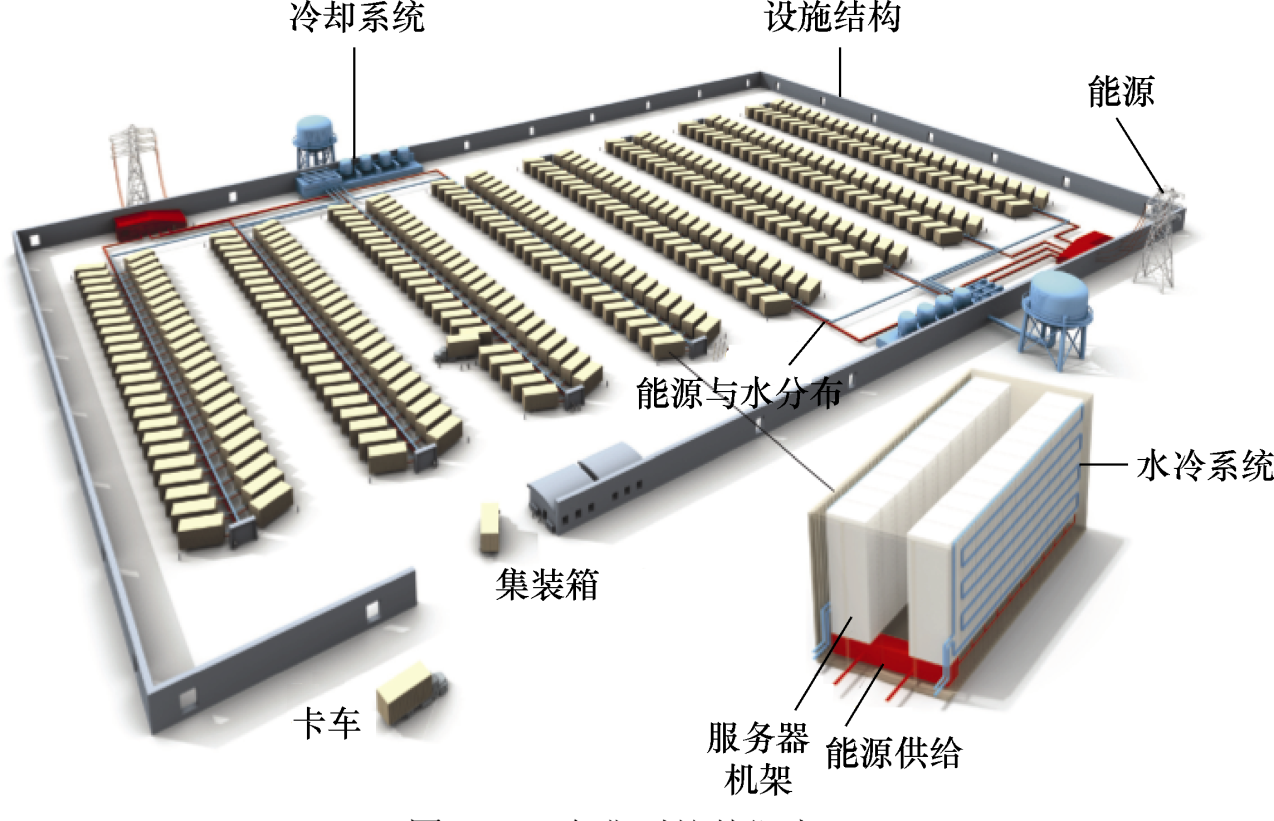 冷却系统
设施结构
能源
能源与水分布
水冷系统
集装箱
卡车
服务器
机架
能源供给